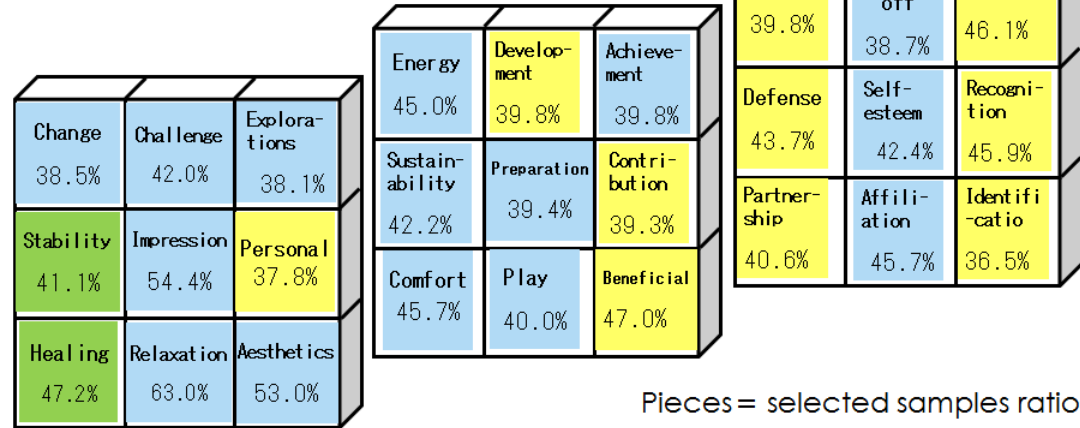 Change
38.5%
Challenge
42.0%
Explora-
tions
38.1%
Stability
41.1%
Impression
54.4%
Personal
37.8%
Healing
47.2%
Relaxation
63.0%
Aesthetics
53.0%
Energy
45.0%
Develop-
ment
39.8%
Achieve-
ment
39.8%
Sustain-
ability
42.2%
Preparation
39.4%
Contri-
bution
39.3%
Comfort
45.7%
Play
40.0%
Beneficial
47.0%
39.8%
off
38.7%
46.1%
Defense
43.7%
Self-
esteem
42.4%
Recogni-
tion
45.9%
Partner-
ship
40.6%
Affili-
ation
45.7%
Identifi
-catio
36.5%
Pieces= selected samples ratio